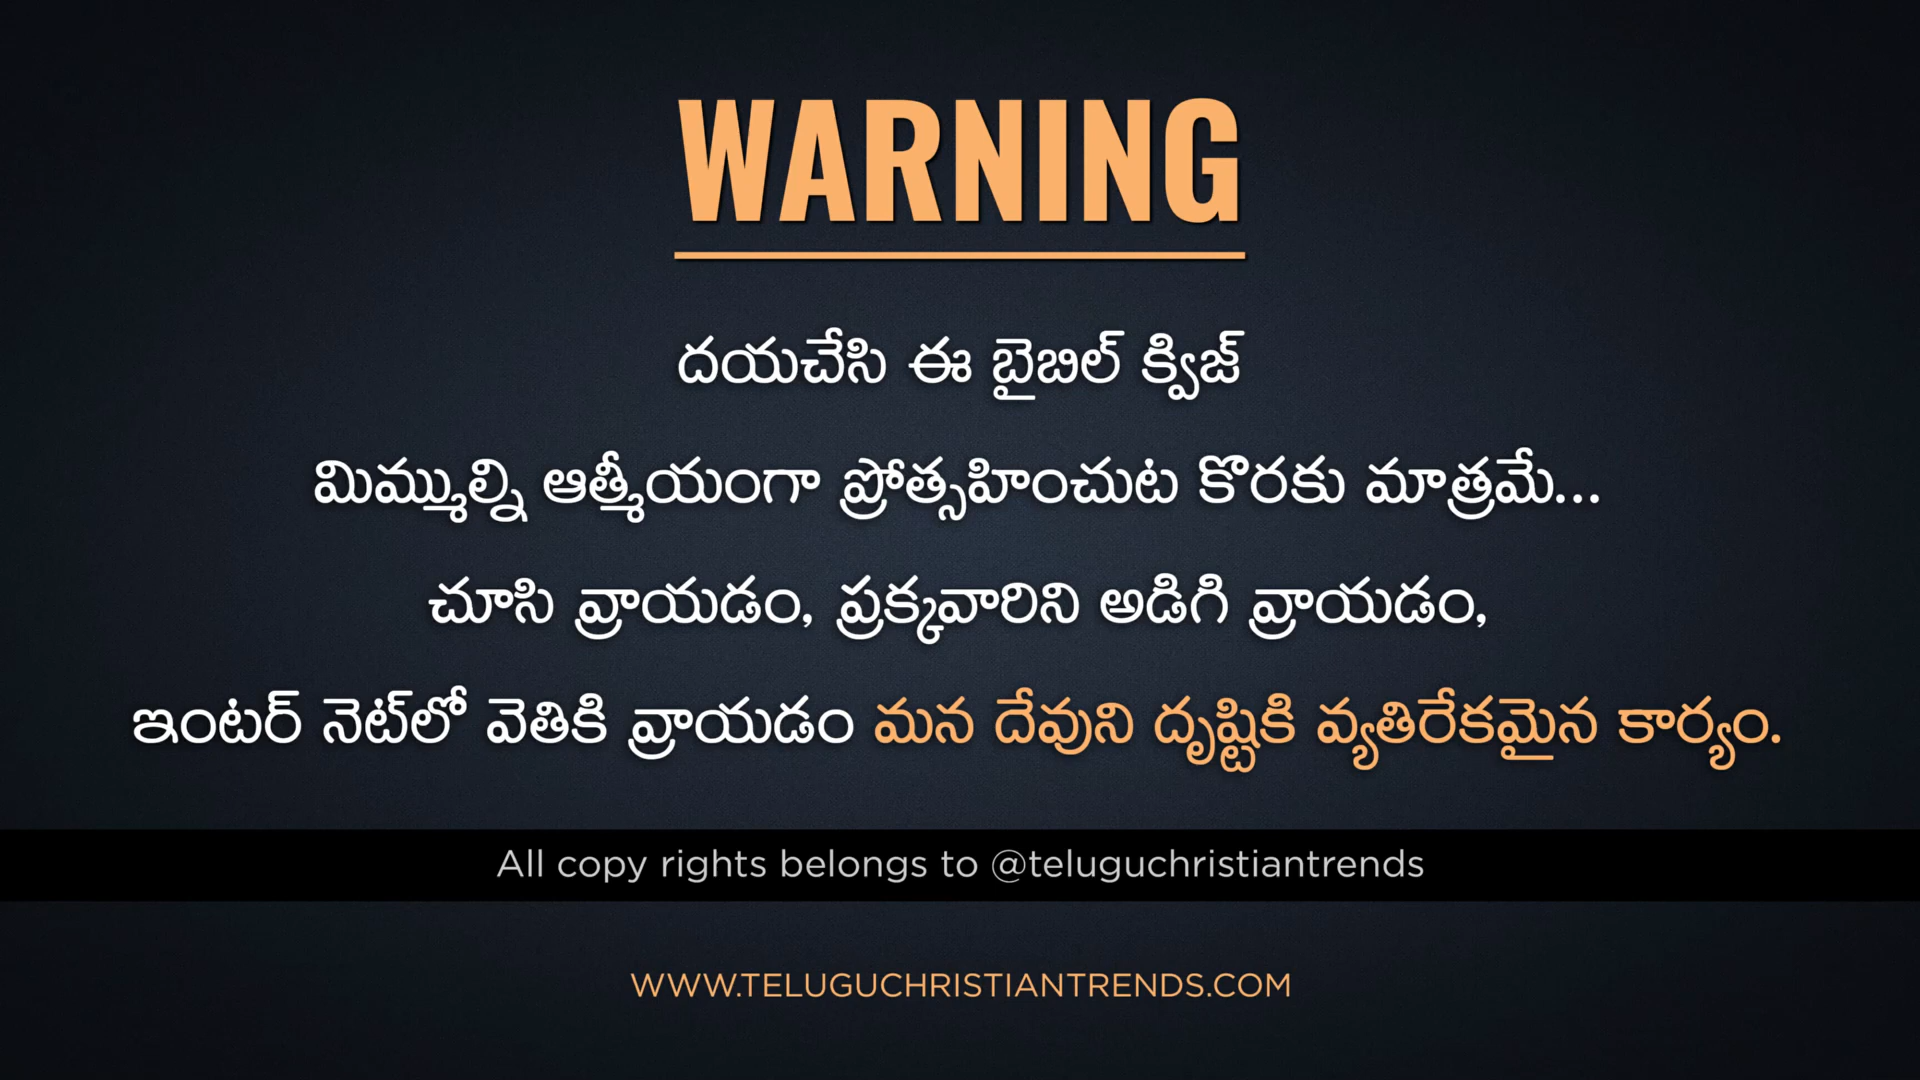 WARNING
దయచేసి ఈ బైబిల్ క్విజ్
మిమ్ముల్ని ఆత్మీయంగా ప్రోత్సహించుట కొరకు మాత్రమే...
చూసి వ్రాయడం, ప్రక్కవారిని అడిగి వ్రాయడం,
ఇంటర్ నెట్‌లో వెతికి వ్రాయడం మన దేవుని దృష్టికి వ్యతిరేకమైన కార్యం.
All copy rights belongs to @teluguchristiantrends
WWW.TELUGUCHRISTIANTRENDS.COM